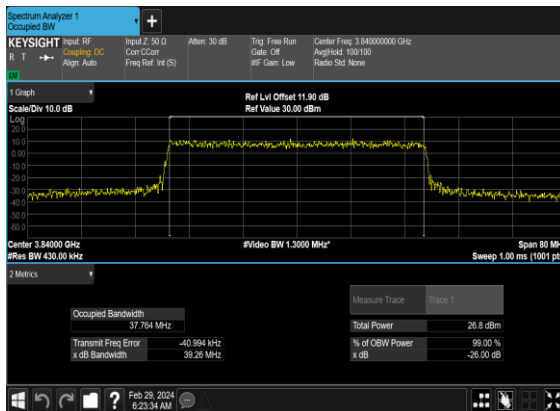 Spectrum Analyzer 1
Occupied BW
KEYSIGHT Input: RF Input Z: 50 Ω Atten: 30 dB Trig: Free Run Center Freq: 3.840000000 GHz
R T Coupling: DC Corr CCorr Gate: Off Avg|Hold: 100/100
Align: Auto Freq Ref: Int (S) #IF Gain: Low Radio Std: None
1 Graph
Ref Lvl Offset 11.90 dB
Scale/Div 10.0 dB Ref Value 30.00 dBm
Log
20.0
10.0
0.00
-10.0
-20.0
-30.0
-40.0
-50.0
-60.0
Center 3.84000 GHz #Video BW 1.3000 MHz* Span 80 MH
#Res BW 430.00 kHz Sweep 1.00 ms (1001 pt
2 Metrics
Measure Trace Trace 1
Occupied Bandwidth
37.764 MHz Total Power 26.8 dBm
Transmit Freq Error -40.994 kHz % of OBW Power 99.00 %
x dB Bandwidth 39.26 MHz x dB -26.00 dB
Feb 29, 2024
6:23:34 AM